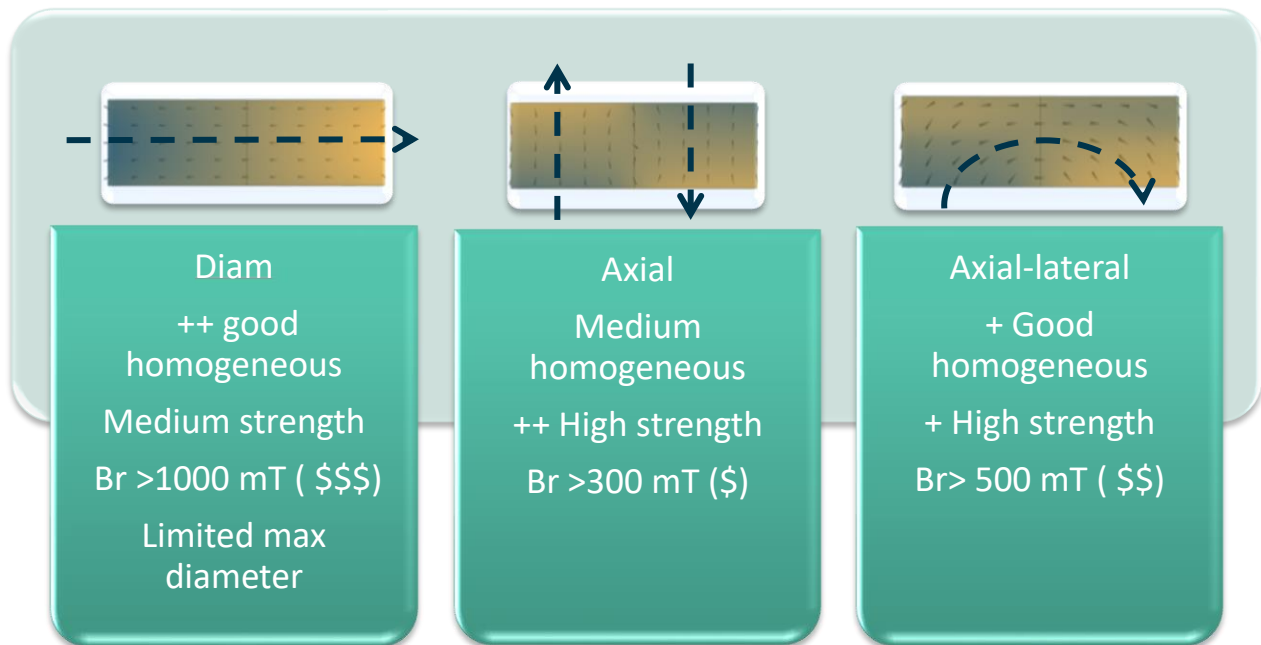 Diam
++ good
homogeneous
Medium strength
Br >1000 mT ( $$$)
Limited max
diameter
Axial
Medium
homogeneous
++ High strength
Br >300 mT ($)
Axial-lateral
+ Good
homogeneous
+ High strength
Br> 500 mT ( $$)